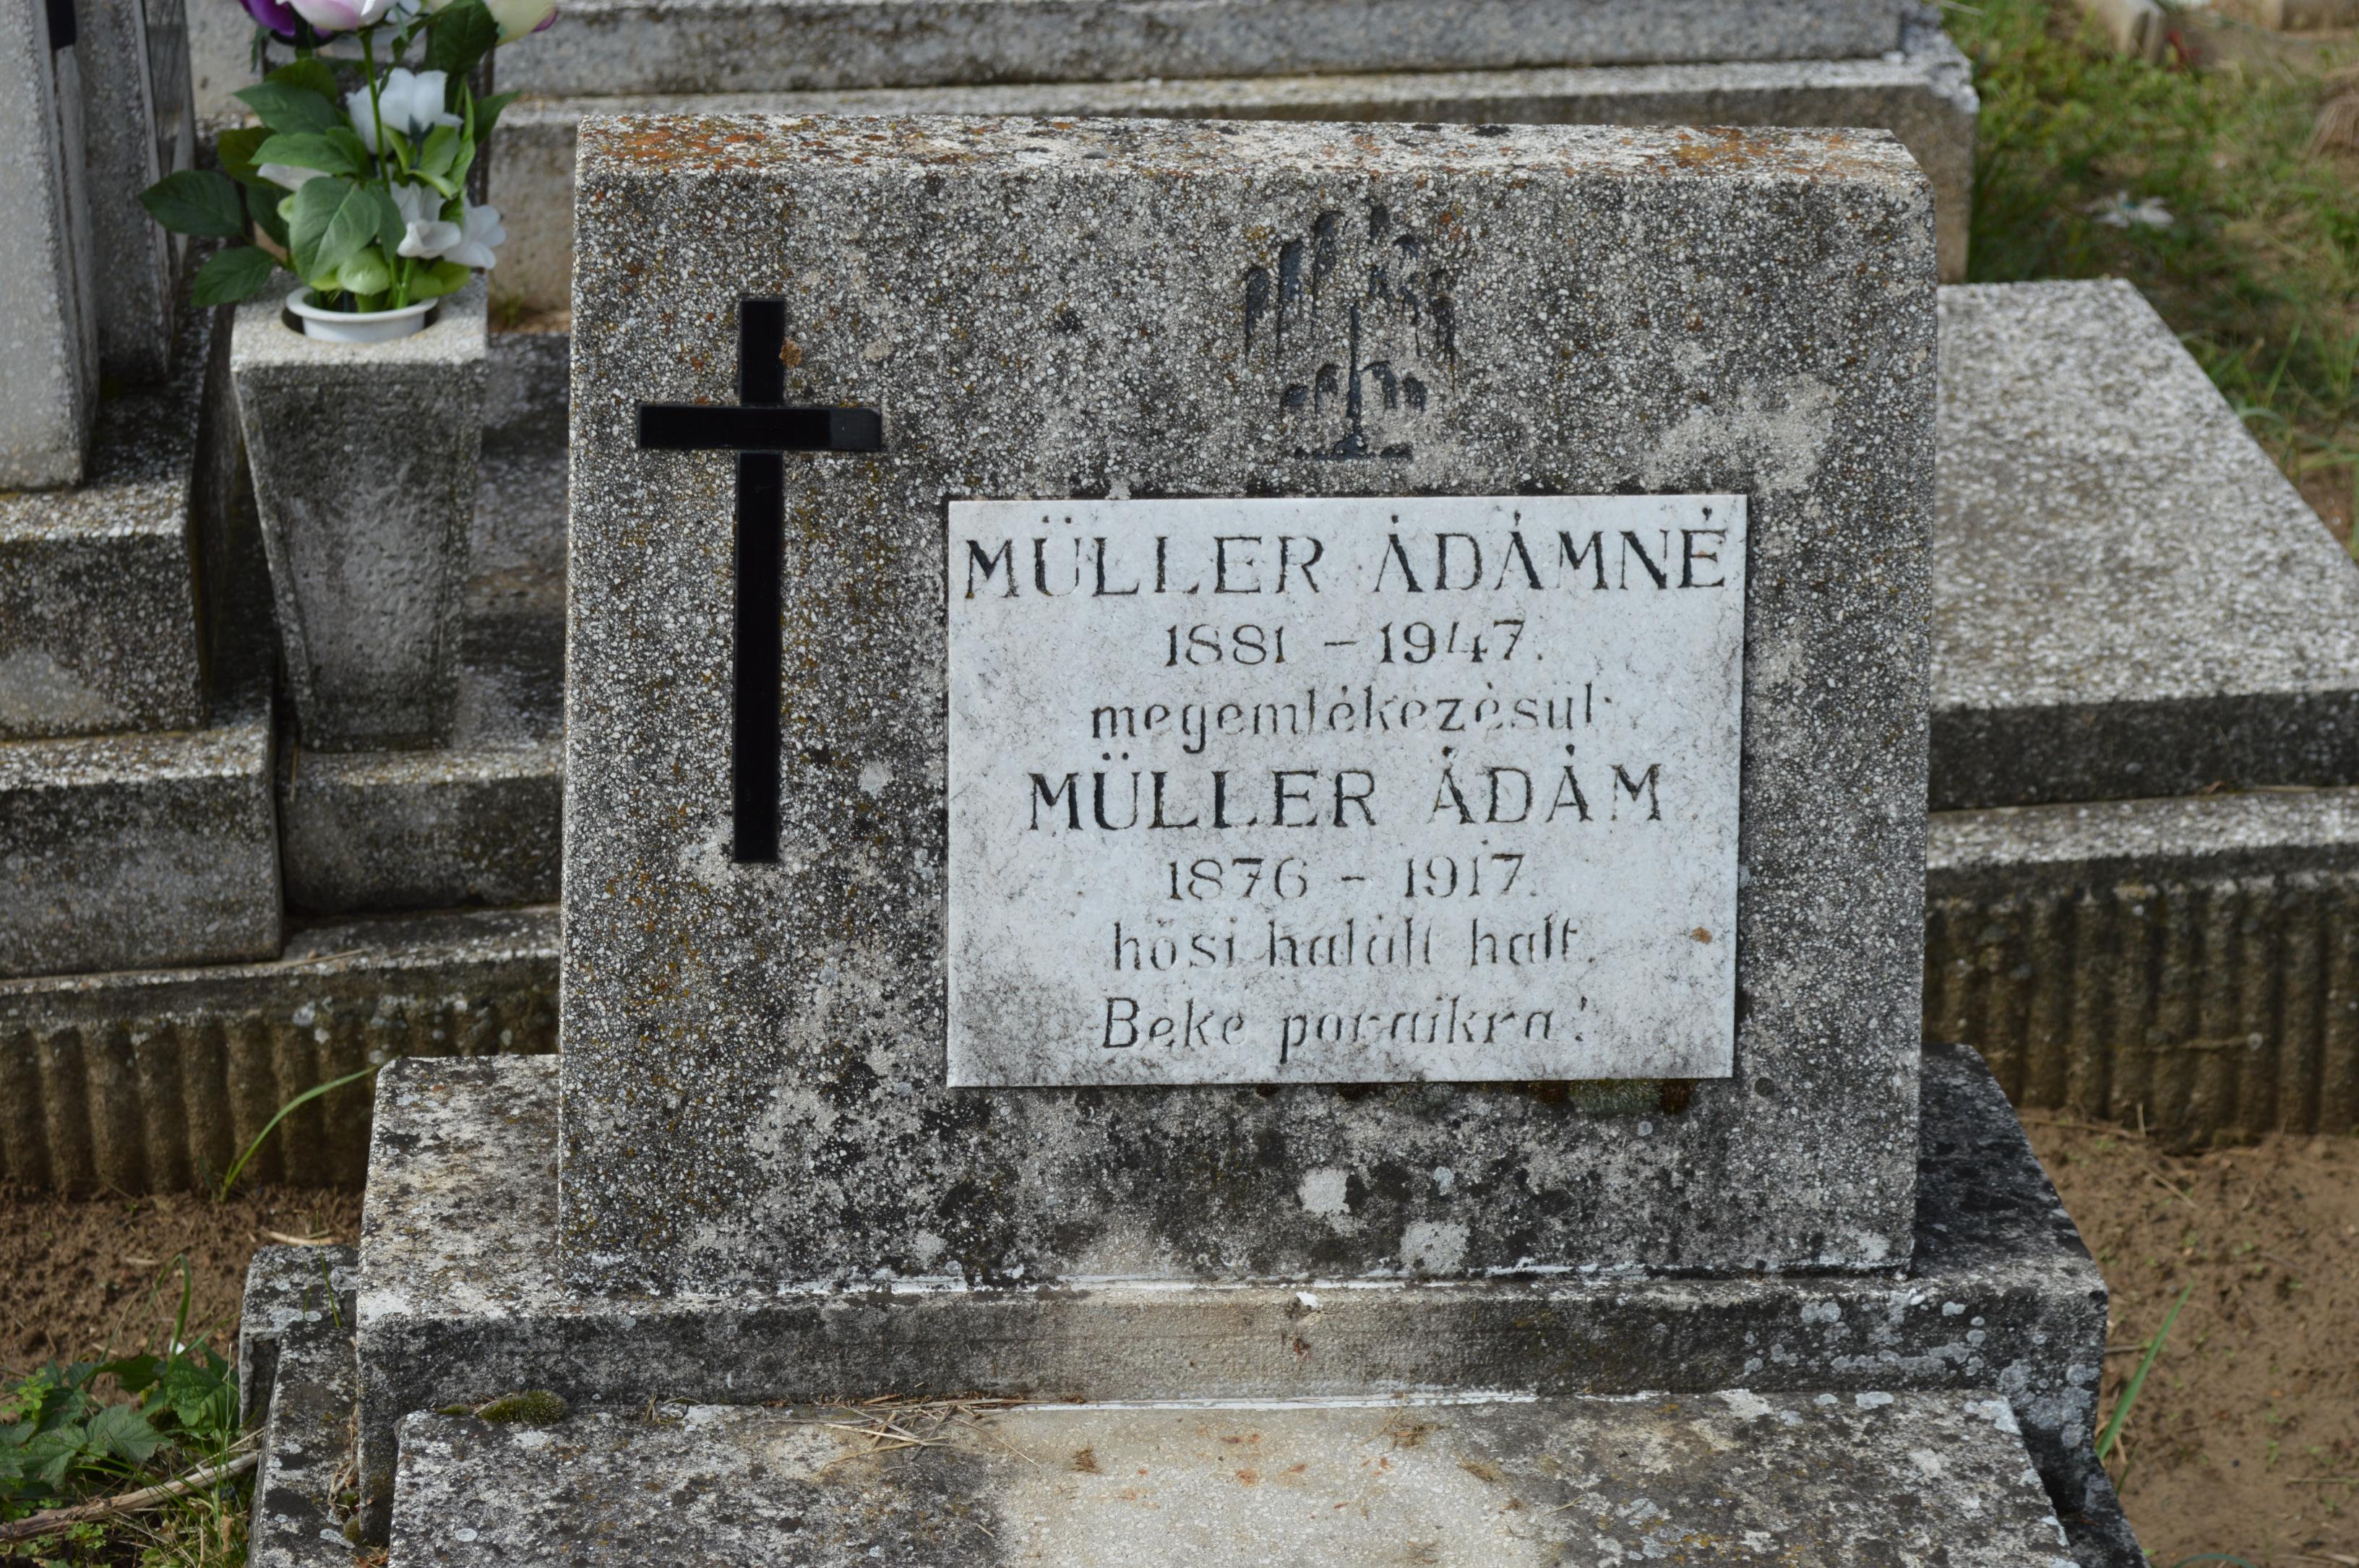 MÜLLER ÁDÁMNÉ
1881 - 1947.
megemlékezésül:
MÜLLER ÁDÁM
1876 - 1917.
hősi halált halt.
Béke poraikra!